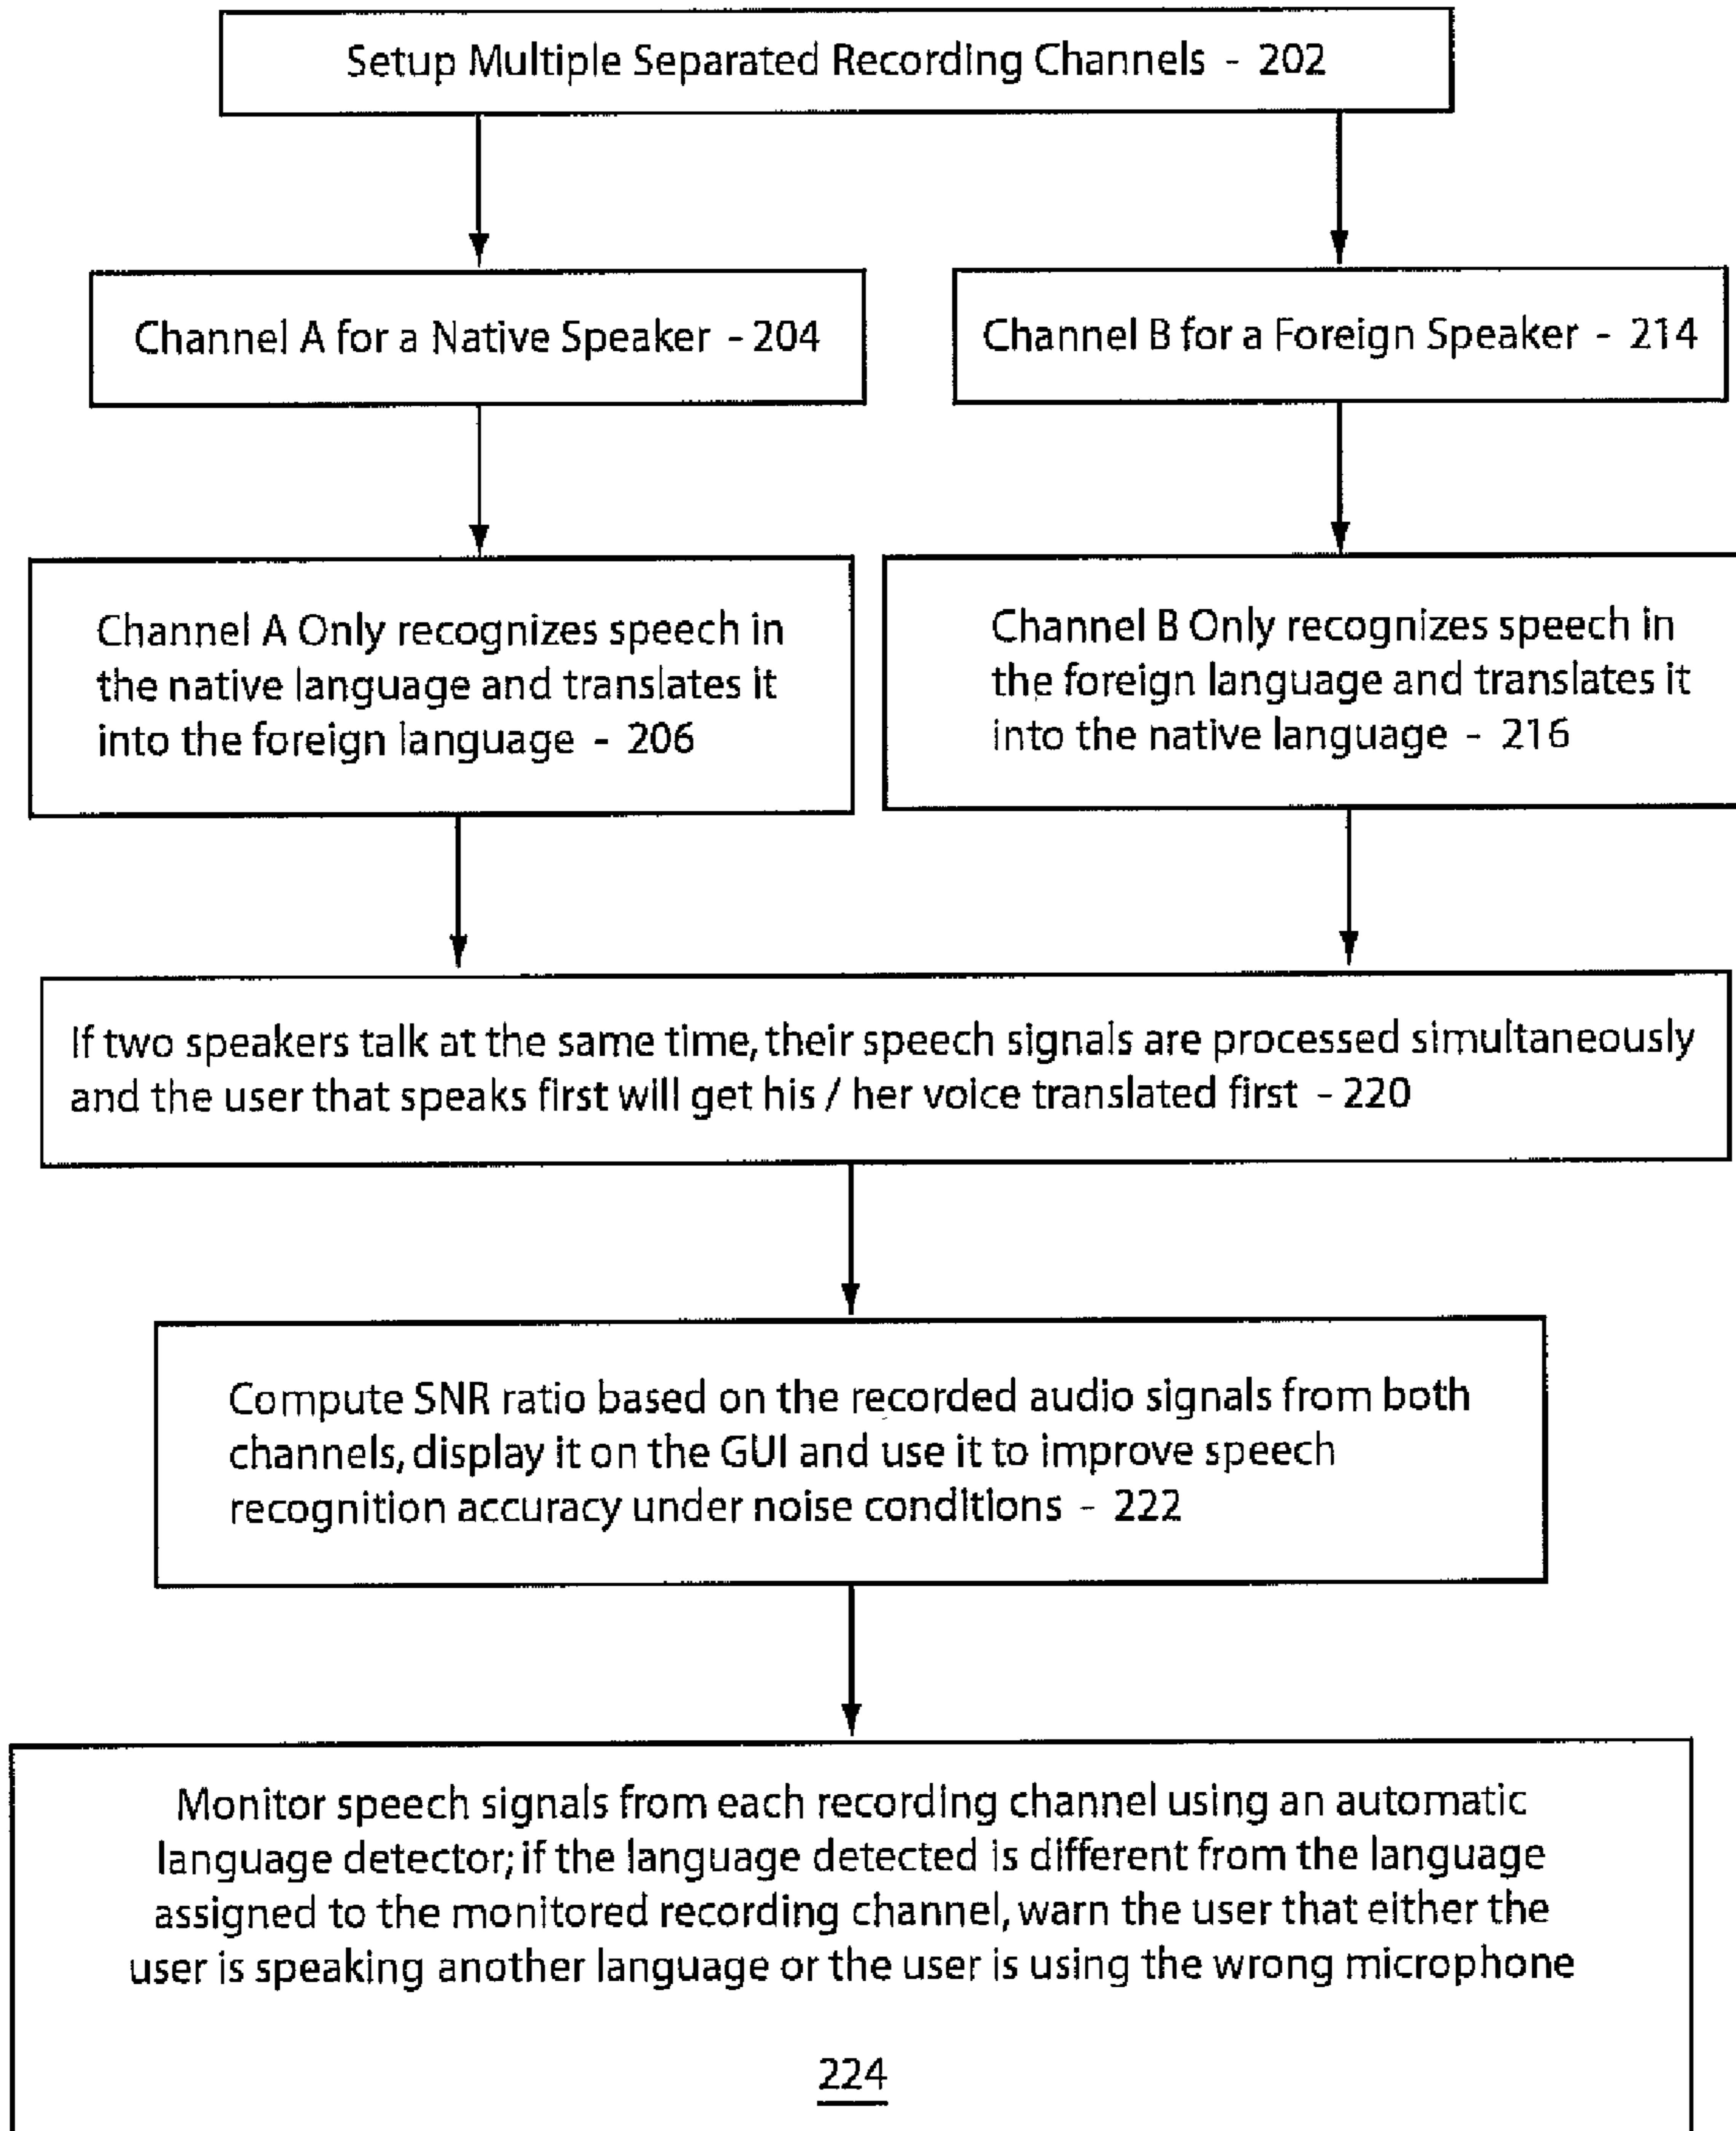 Setup Multiple Separated Recording Channels - 202
Channel A for a Native Speaker - 204
Channel B for a Foreign Speaker - 214
Channel A Only recognizes speech in
the native language and translates it
into the foreign language - 206
Channel B Only recognizes speech in
the foreign language and translates it
into the native language - 216
If two speakers talk at the same time, their speech signals are processed simultaneously
and the user that speaks first will get his / her voice translated first - 220
Compute SNR ratio based on the recorded audio signals from both
channels, display it on the GUI and use it to improve speech
recognition accuracy under noise conditions - 222
Monitor speech signals from each recording channel using an automatic
language detector; if the language detected is different from the language
assigned to the monitored recording channel, warn the user that either the
user is speaking another language or the user is using the wrong microphone
224